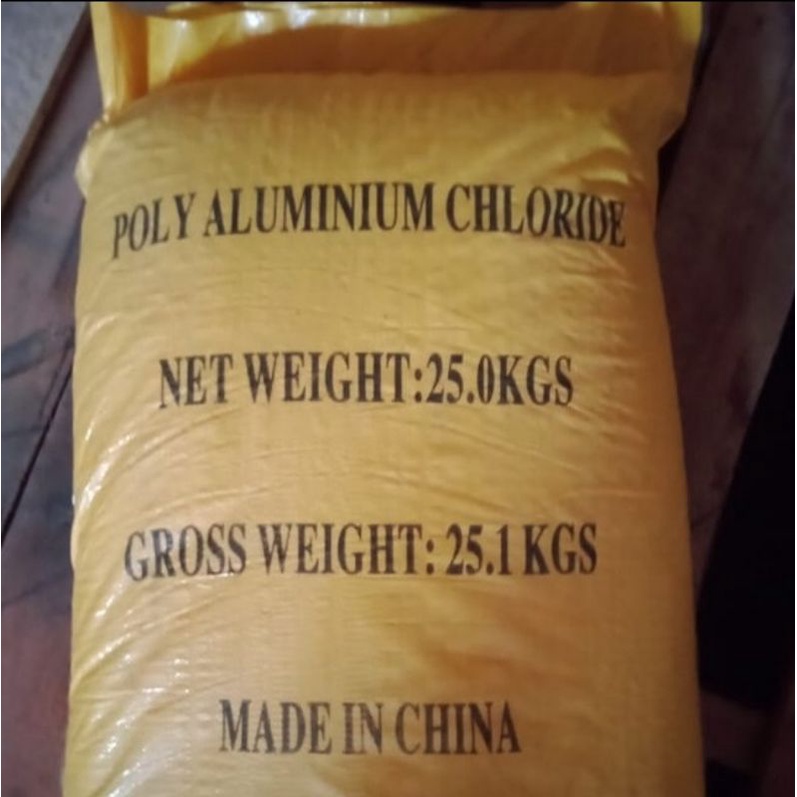 POLY ALUMINIUM CHLORIDE
NET WEIGHT:25.0KGS
GROSS WEIGHT: 25.1 KGS
MADE IN CHINA